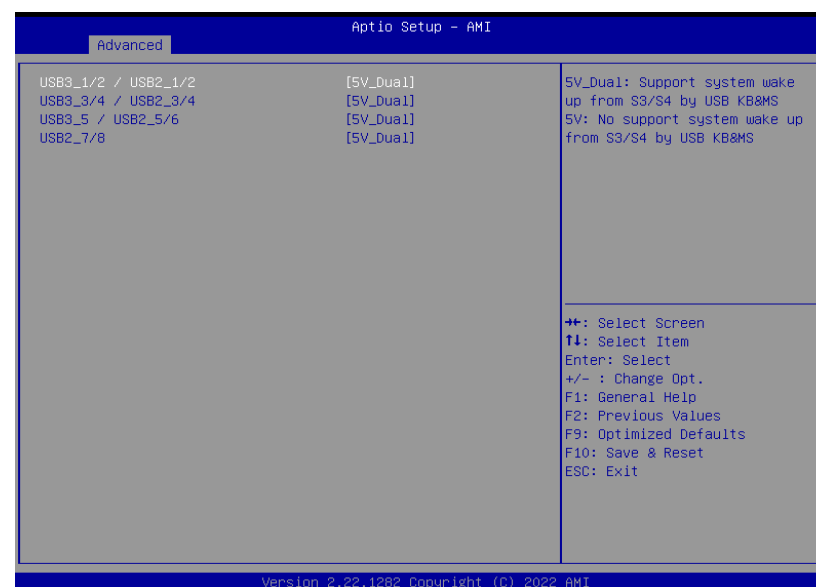 Aptio Setup – AMI
Advanced
USB3_1/2 / USB2_1/2 [5V_Dual]
USB3_3/4 / USB2_3/4 [5V_Dual]
USB3_5 / USB2_5/6 [5V_Dual]
USB2_7/8 [5V_Dual]
5V_Dual: Support system wake
up from S3/S4 by USB KB&MS
5V: No support system wake up
from S3/S4 by USB KB&MS
→←: Select Screen
↑↓: Select Item
Enter: Select
+/- : Change Opt.
F1: General Help
F2: Previous Values
F9: Optimized Defaults
F10: Save & Reset
ESC: Exit
Version 2.22.1282 Copyright (C) 2022 AMI